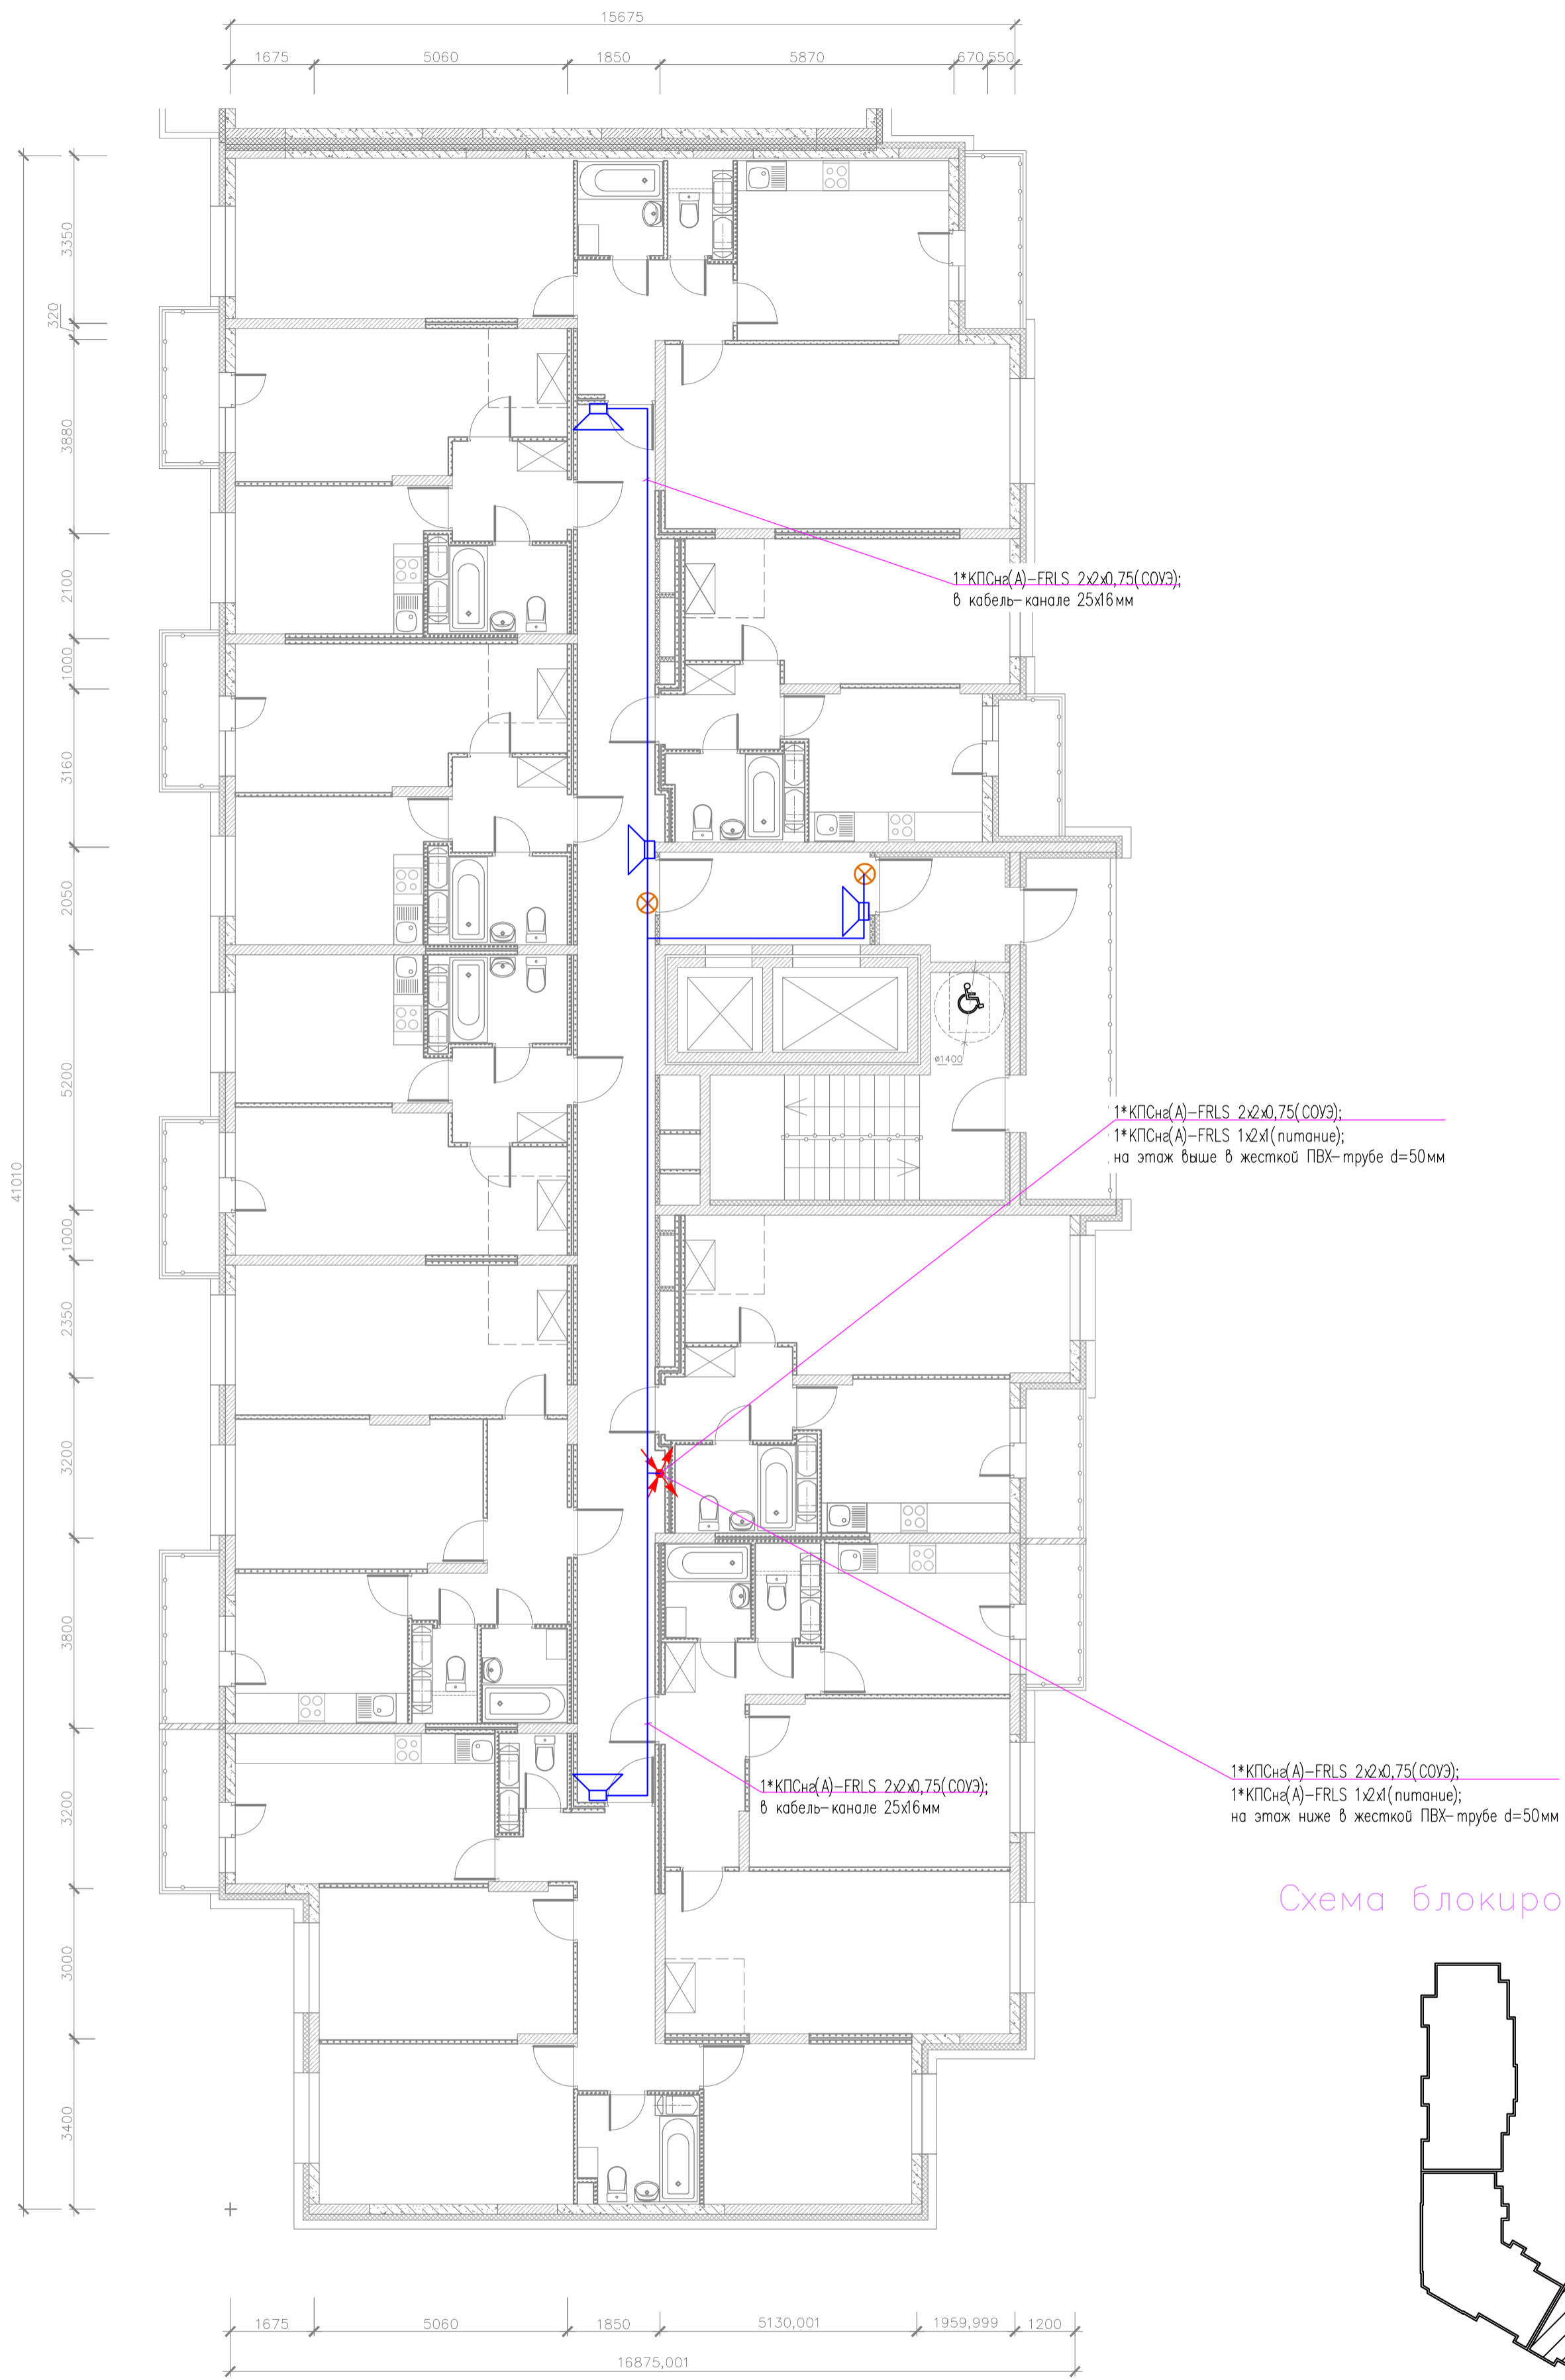 15675
1675 5060 1850 5870 670 550
3350
320
3880
2100
1000
3160
2050
5200
1000
2350
3200
3800
3200
3000
3400
41010
1*КПСнг(А)-FRLS 2х2х0,75(СОУЭ);
в кабель-канале 25х16мм
ø1400
1*КПСнг(А)-FRLS 2х2х0,75(СОУЭ);
1*КПСнг(А)-FRLS 1х2х1(питание);
на этаж выше в жесткой ПВХ-трубе d=50мм
1*КПСнг(А)-FRLS 2х2х0,75(СОУЭ);
в кабель-канале 25х16мм
1*КПСнг(А)-FRLS 2х2х0,75(СОУЭ);
1*КПСнг(А)-FRLS 1х2х1(питание);
на этаж ниже в жесткой ПВХ-трубе d=50мм
Схема блокиро
1675 5060 1850 5130,001 1959,999 1200
16875,001